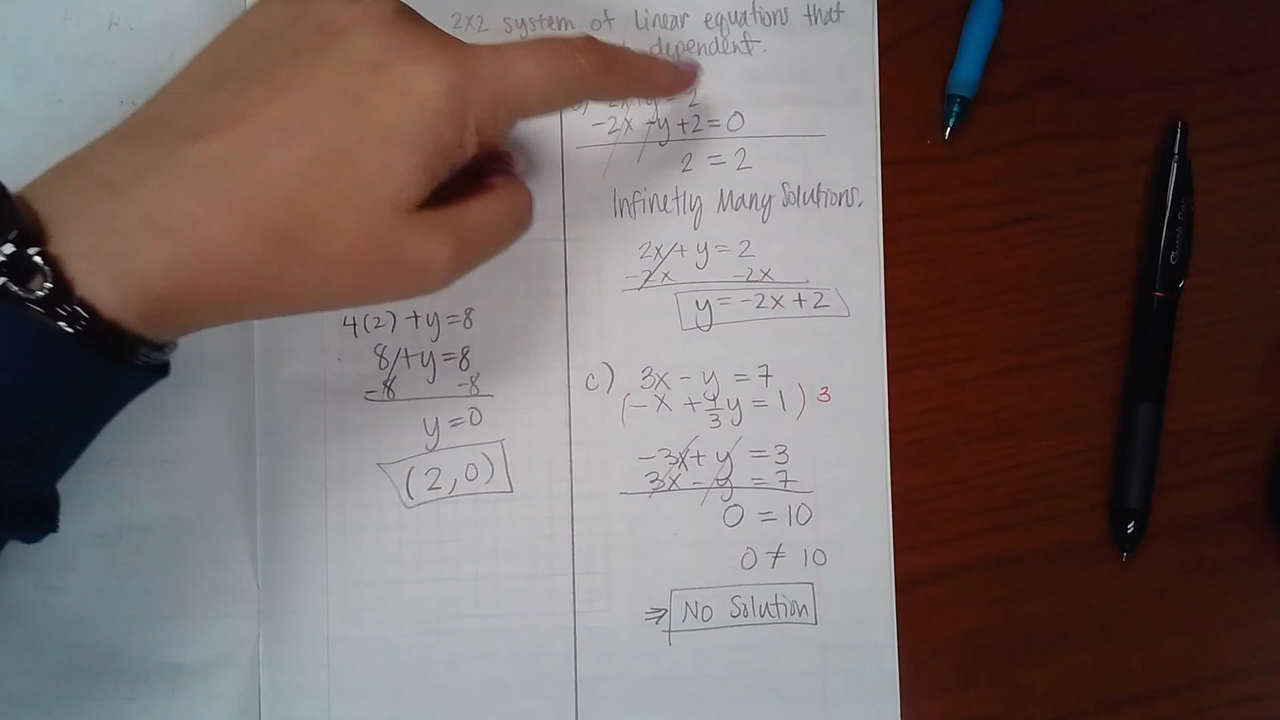 2x2 system of linear equations that
dependent.
2x+y = 2
-2x -y+2=0
2 = 2
Infinetly Many Solutions.
2x + y = 2
-2x -2x
y = -2x + 2
4(2) + y = 8
8 + y = 8
-8 -8
y = 0
(2,0)
c) 3x - y = 7
(-x + 1/3 y = 1) 3
-3x + y = 3
3x - y = 7
0 = 10
0 ≠ 10
⇒ No Solution